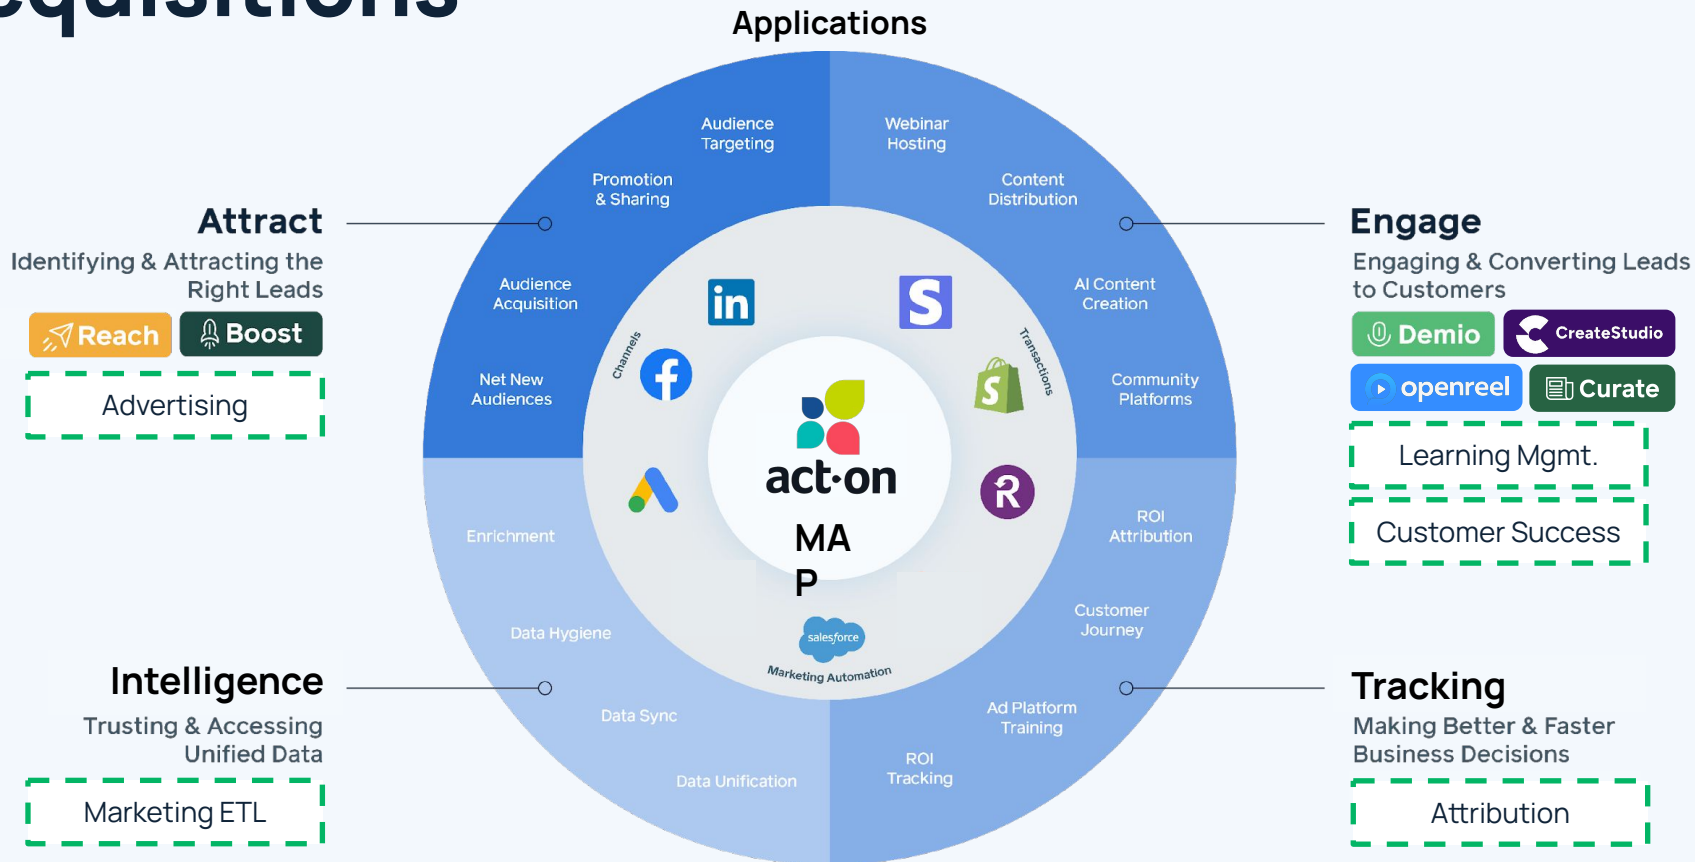 Applications
Attract
Identifying & Attracting the
Right Leads
Reach
Boost
Advertising
Intelligence
Trusting & Accessing
Unified Data
Marketing ETL
Audience
Targeting
Promotion
& Sharing
Audience
Acquisition
Net New
Audiences
Enrichment
Data Hygiene
Data Sync
Data Unification
Webinar
Hosting
Content
Distribution
AI Content
Creation
Community
Platforms
ROI
Attribution
Customer
Journey
Ad Platform
Training
ROI
Tracking
Channels
in
f
S
Transactions
S
R
act-on
MA
P
salesforce
Marketing Automation
Engage
Engaging & Converting Leads
to Customers
Demio
CreateStudio
openreel
Curate
Learning Mgmt.
Customer Success
Tracking
Making Better & Faster
Business Decisions
Attribution